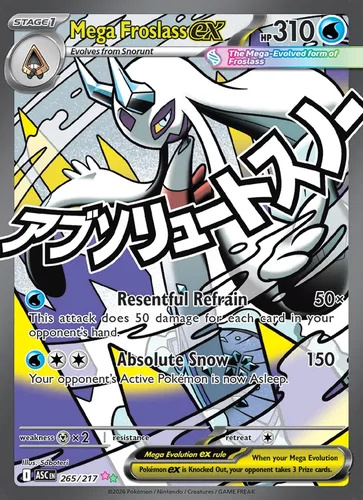 STAGE1
Mega Froslass ex HP 310
Evolves from Snorunt
The Mega-Evolved form of
Froslass
アブソリュートスノー
Resentful Refrain 50×
This attack does 50 damage for each card in your
opponent's hand.
Absolute Snow 150
Your opponent's Active Pokémon is now Asleep.
weakness ×2 resistance retreat
Mega Evolution ex rule
When your Mega Evolution
Pokémon ex is Knocked Out, your opponent takes 3 Prize cards.
Illus. Saboteri
I ASC EN 265/217
©2026 Pokémon / Nintendo / Creatures / GAME FREAK